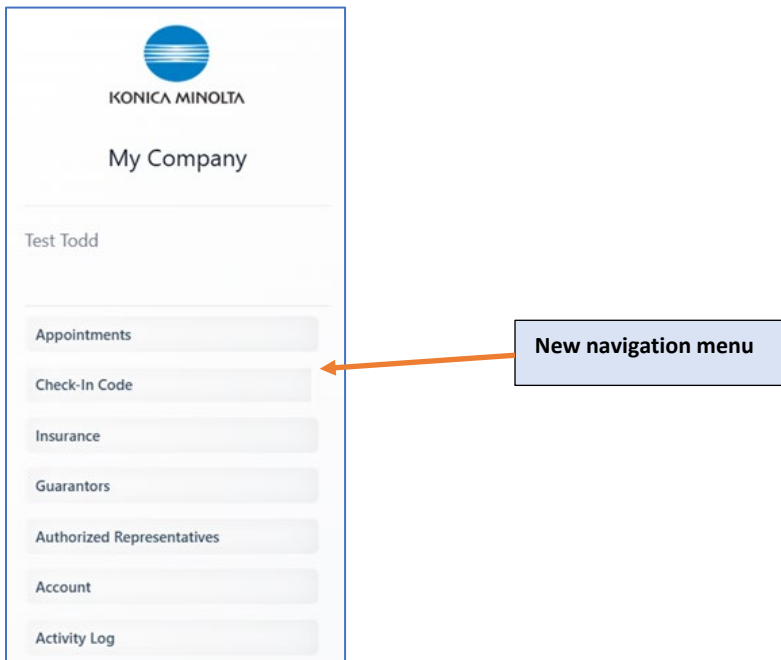 KONICA MINOLTA
My Company
Test Todd
Appointments
Check-In Code
Insurance
Guarantors
Authorized Representatives
Account
Activity Log
New navigation menu